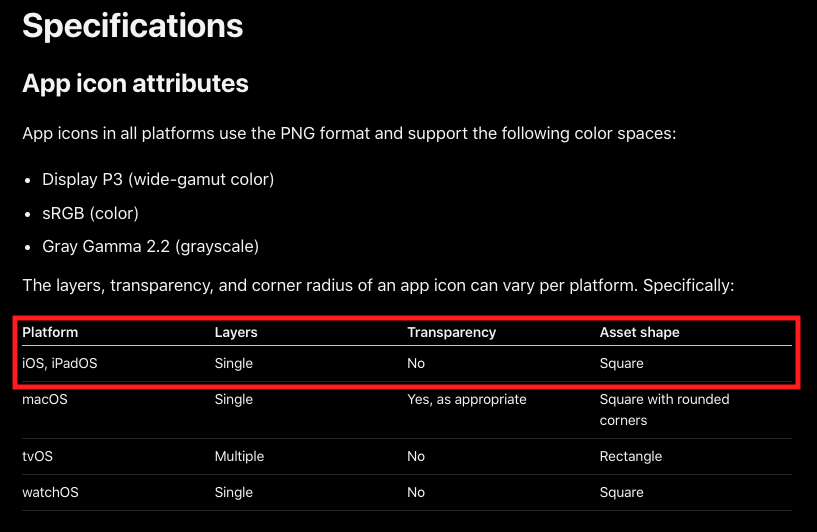 Specifications
App icon attributes
App icons in all platforms use the PNG format and support the following color spaces:
• Display P3 (wide-gamut color)
• sRGB (color)
• Gray Gamma 2.2 (grayscale)
The layers, transparency, and corner radius of an app icon can vary per platform. Specifically:
Platform Layers Transparency Asset shape
iOS, iPadOS Single No Square
macOS Single Yes, as appropriate Square with rounded
corners
tvOS Multiple No Rectangle
watchOS Single No Square